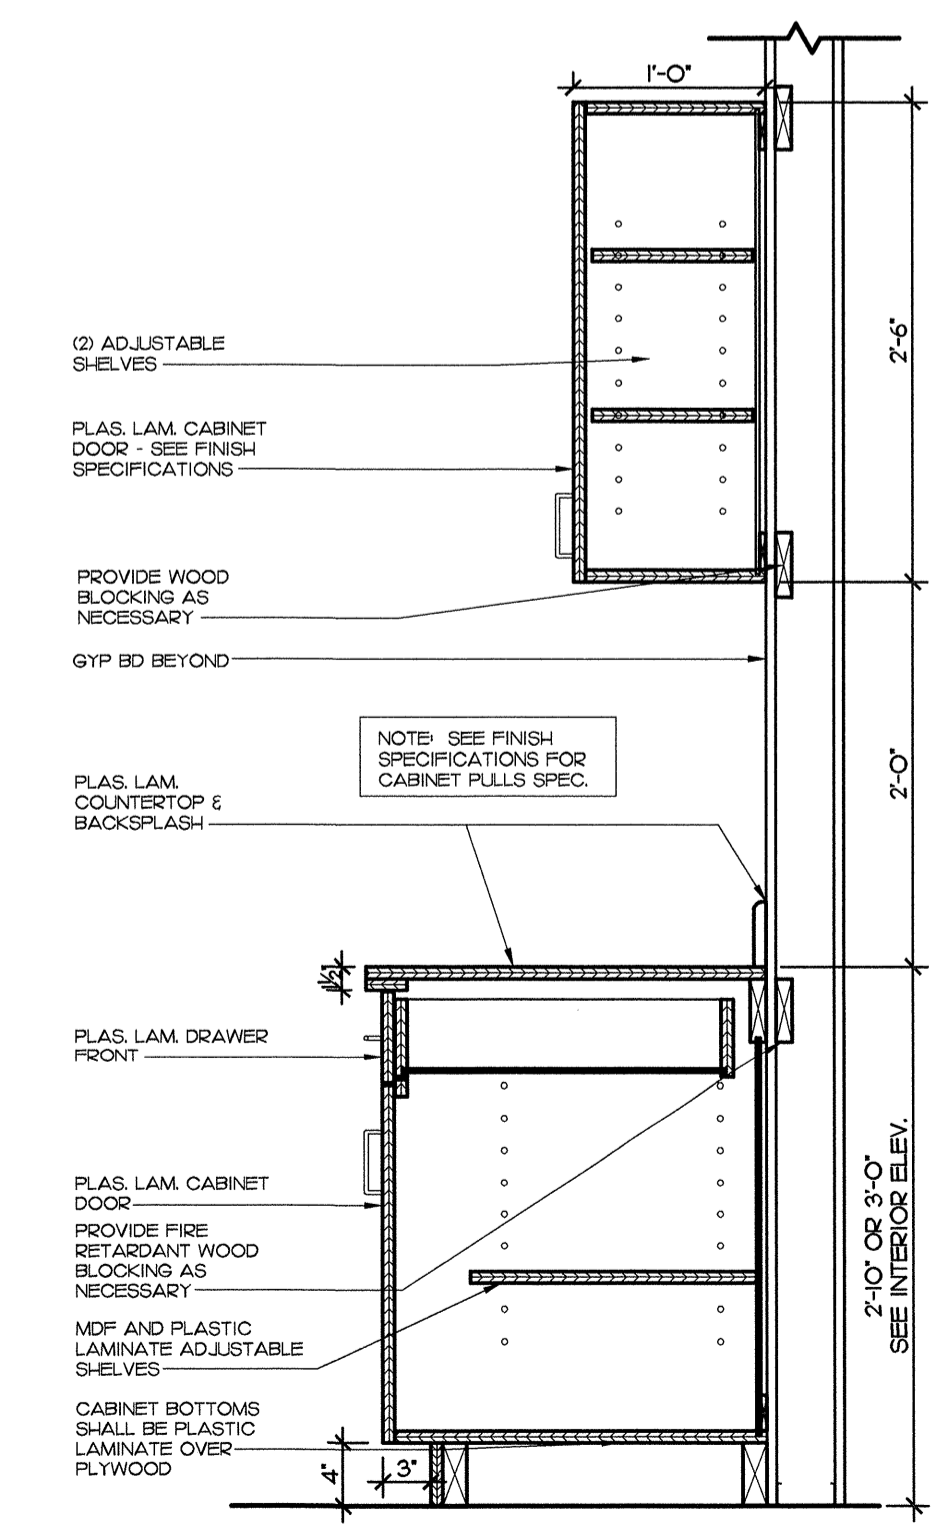 1'-0"
(2) ADJUSTABLE
SHELVES
2'-6"
PLAS. LAM. CABINET
DOOR - SEE FINISH
SPECIFICATIONS
PROVIDE WOOD
BLOCKING AS
NECESSARY
GYP BD BEYOND
NOTE: SEE FINISH
SPECIFICATIONS FOR
CABINET PULLS SPEC.
PLAS. LAM.
COUNTERTOP &
BACKSPLASH
2'-0"
1½"
PLAS. LAM. DRAWER
FRONT
PLAS. LAM. CABINET
DOOR
PROVIDE FIRE
RETARDANT WOOD
BLOCKING AS
NECESSARY
2'-10" OR 3'-0"
SEE INTERIOR ELEV.
MDF AND PLASTIC
LAMINATE ADJUSTABLE
SHELVES
CABINET BOTTOMS
SHALL BE PLASTIC
LAMINATE OVER
PLYWOOD
4"
3"